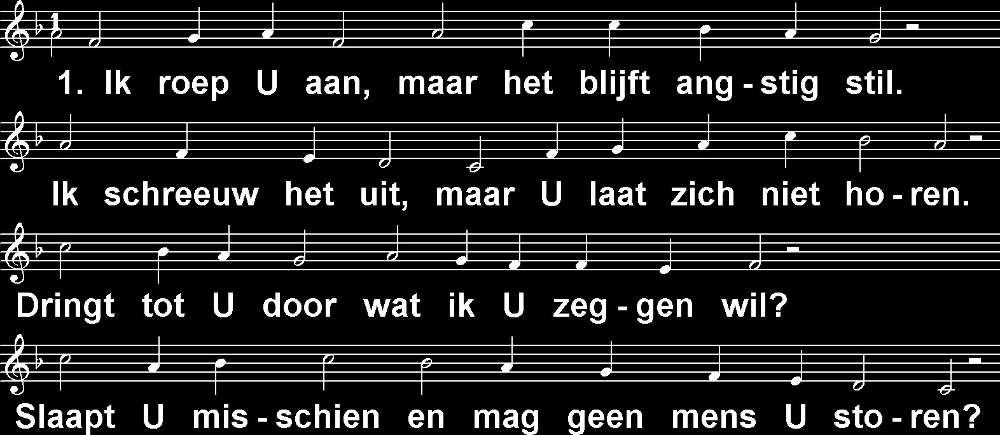 1
1. Ik roep U aan, maar het blijft ang - stig stil.
Ik schreeuw het uit, maar U laat zich niet ho - ren.
Dringt tot U door wat ik U zeg - gen wil?
Slaapt U mis - schien en mag geen mens U sto - ren?